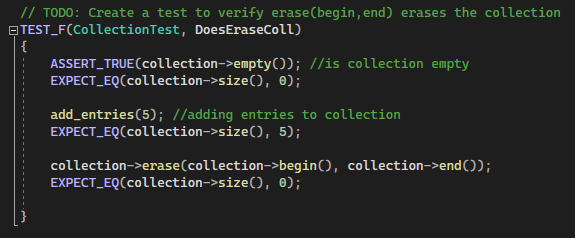 // TODO: Create a test to verify erase(begin,end) erases the collection
TEST_F(CollectionTest, DoesEraseColl)
{
    ASSERT_TRUE(collection->empty()); //is collection empty
    EXPECT_EQ(collection->size(), 0);

    add_entries(5); //adding entries to collection
    EXPECT_EQ(collection->size(), 5);

    collection->erase(collection->begin(), collection->end());
    EXPECT_EQ(collection->size(), 0);

}